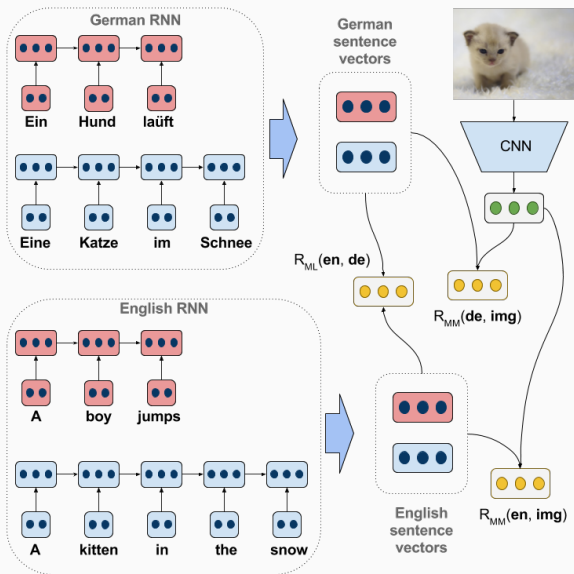 German RNN
Ein Hund laüft
Eine Katze im Schnee
German
sentence
vectors
CNN
R_ML(en, de)
R_MM(de, img)
English RNN
A boy jumps
A kitten in the snow
English
sentence
vectors
R_MM(en, img)